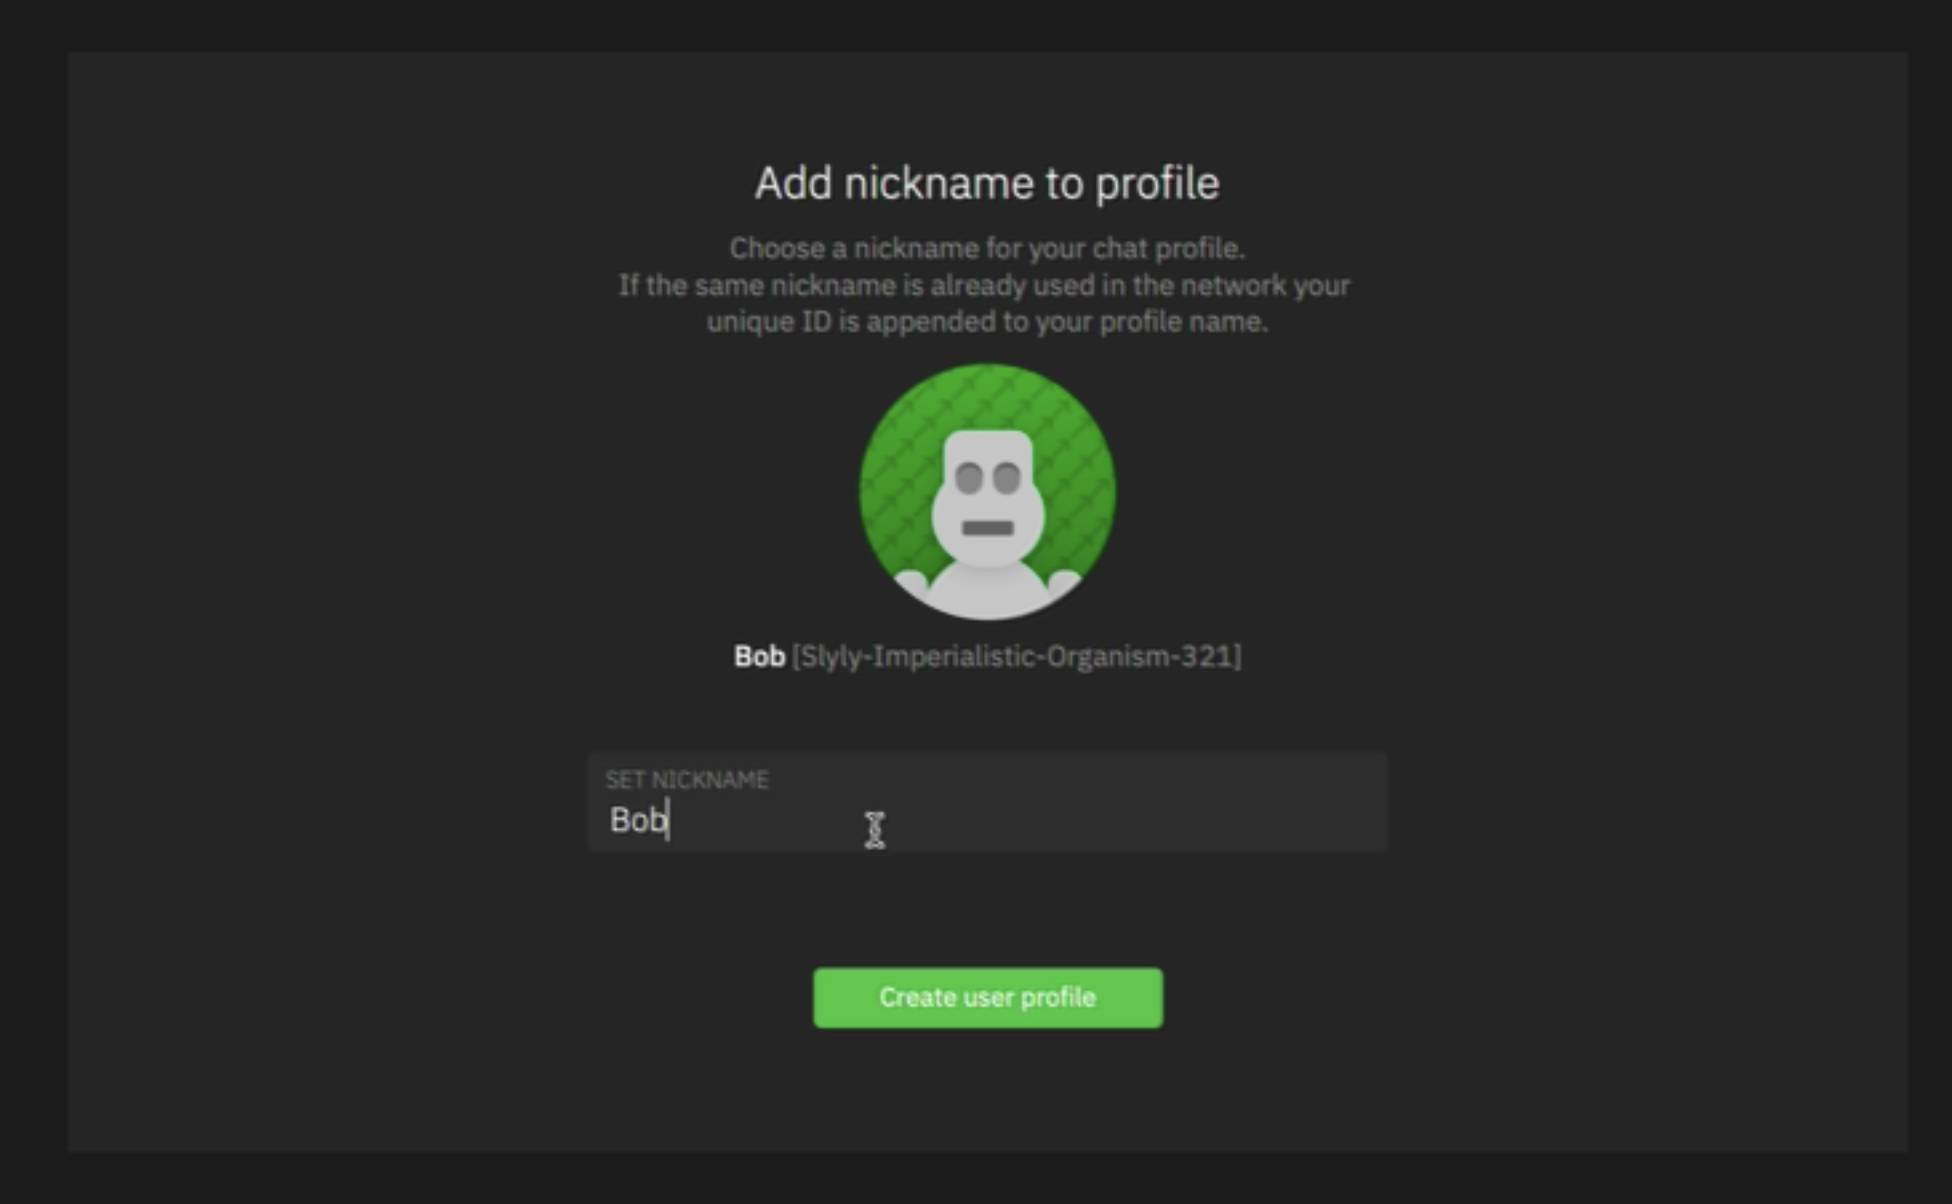 Add nickname to profile
Choose a nickname for your chat profile.
If the same nickname is already used in the network your
unique ID is appended to your profile name.
Bob [Slyly-Imperialistic-Organism-321]
SET NICKNAME
Bob
Create user profile